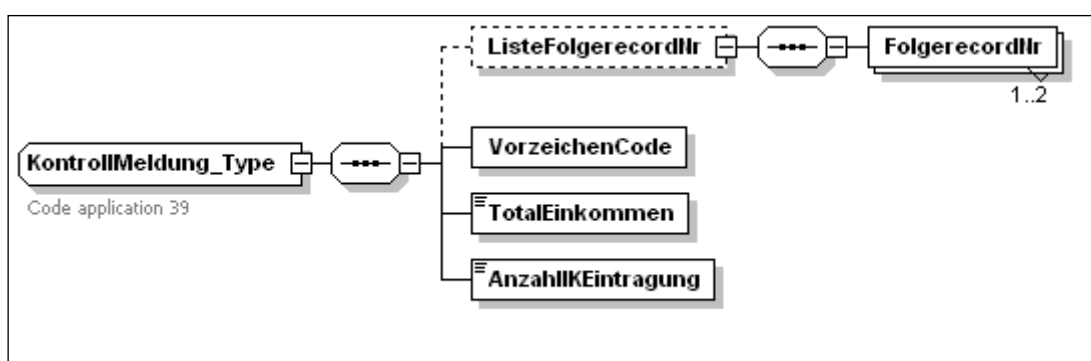 ListeFolgerecordNr
FolgerecordNr
1..2
VorzeichenCode
KontrollMeldung_Type
Code application 39
TotalEinkommen
AnzahlIKEintragung